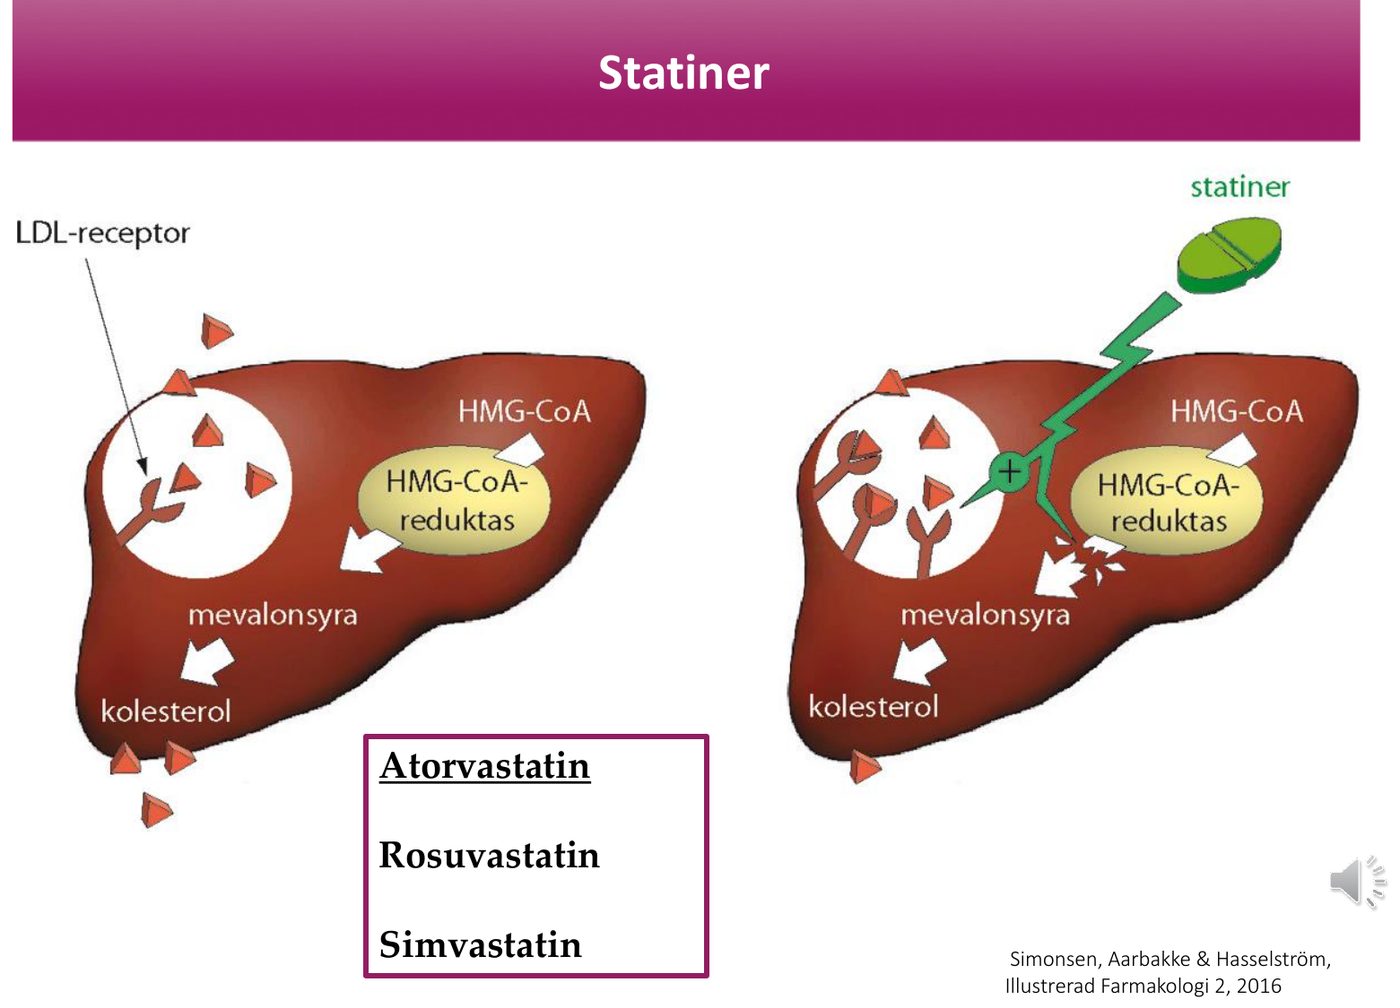 Statiner
LDL-receptor
HMG-CoA
HMG-CoA-
reduktas
mevalonsyra
kolesterol
statiner
HMG-CoA
+
HMG-CoA-
reduktas
mevalonsyra
kolesterol
Atorvastatin
Rosuvastatin
Simvastatin
Simonsen, Aarbakke & Hasselström,
Illustrerad Farmakologi 2, 2016